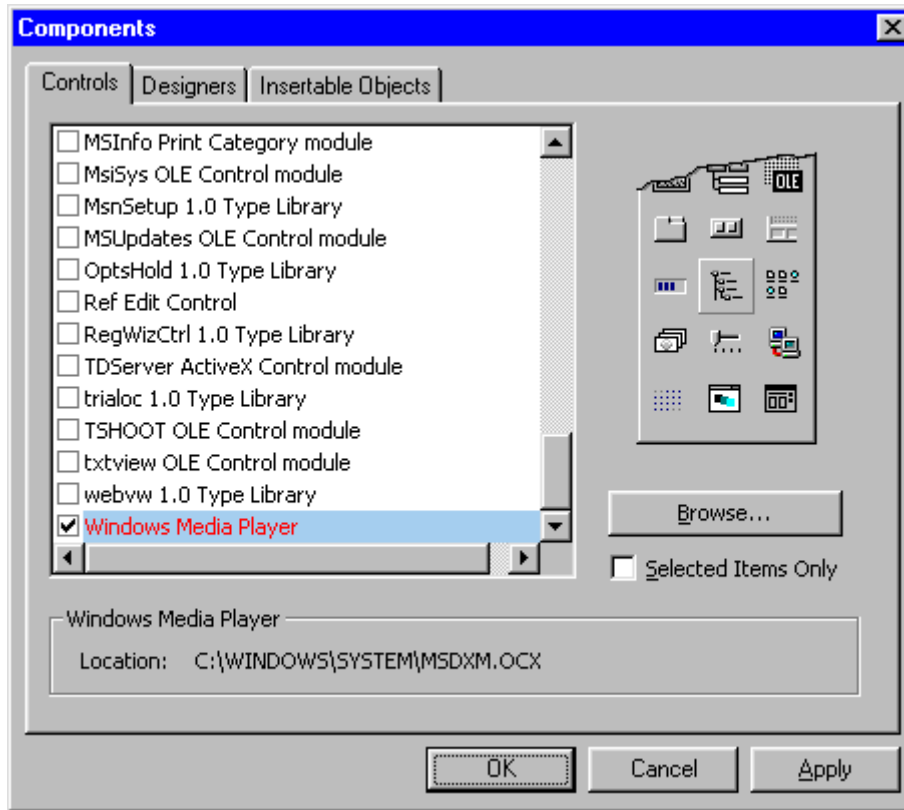 Components
Controls
Designers
Insertable Objects
MSInfo Print Category module
MsiSys OLE Control module
MsnSetup 1.0 Type Library
MSUpdates OLE Control module
OptsHold 1.0 Type Library
Ref Edit Control
RegWizCtrl 1.0 Type Library
TDServer ActiveX Control module
trialoc 1.0 Type Library
TSHOOT OLE Control module
txtview OLE Control module
webvw 1.0 Type Library
Windows Media Player
OLE
Browse...
Selected Items Only
Windows Media Player
Location: C:\WINDOWS\SYSTEM\MSDXM.OCX
OK
Cancel
Apply